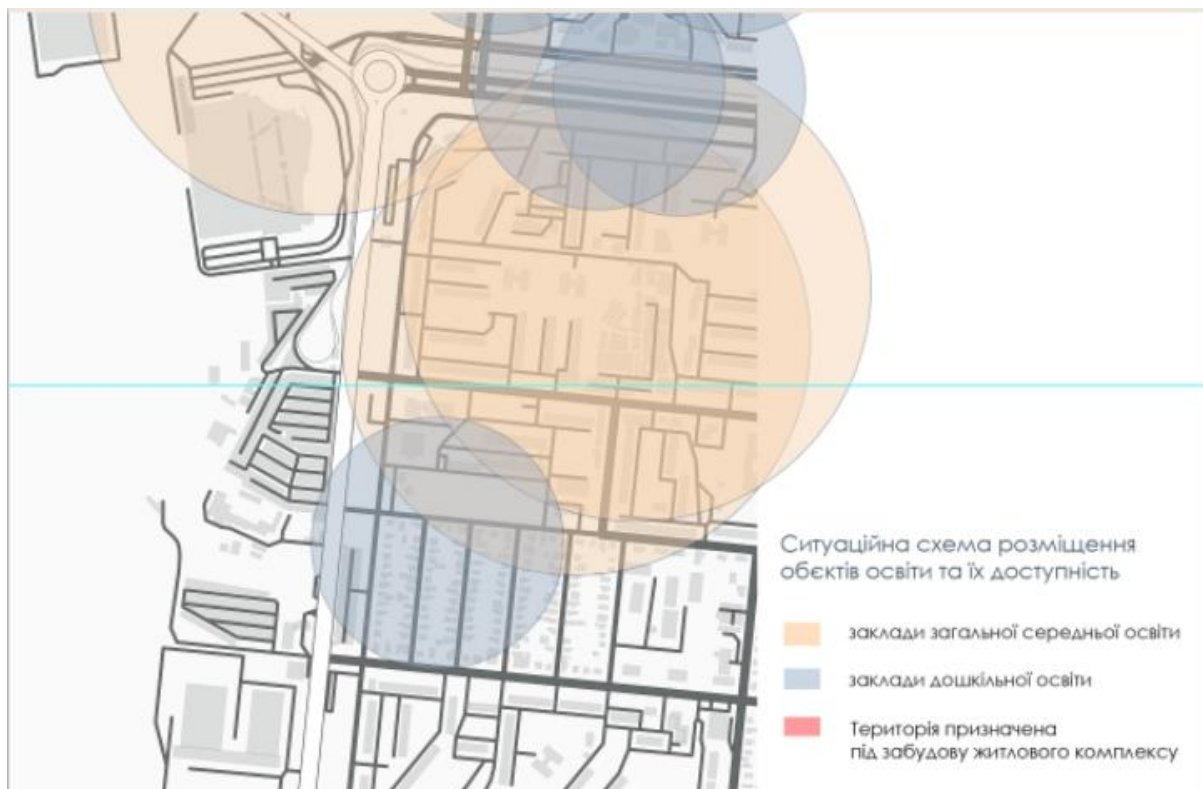 Ситуаційна схема розміщення
обєктів освіти та їх доступність
заклади загальної середньої освіти
заклади дошкільної освіти
Територія призначена
під забудову житлового комплексу